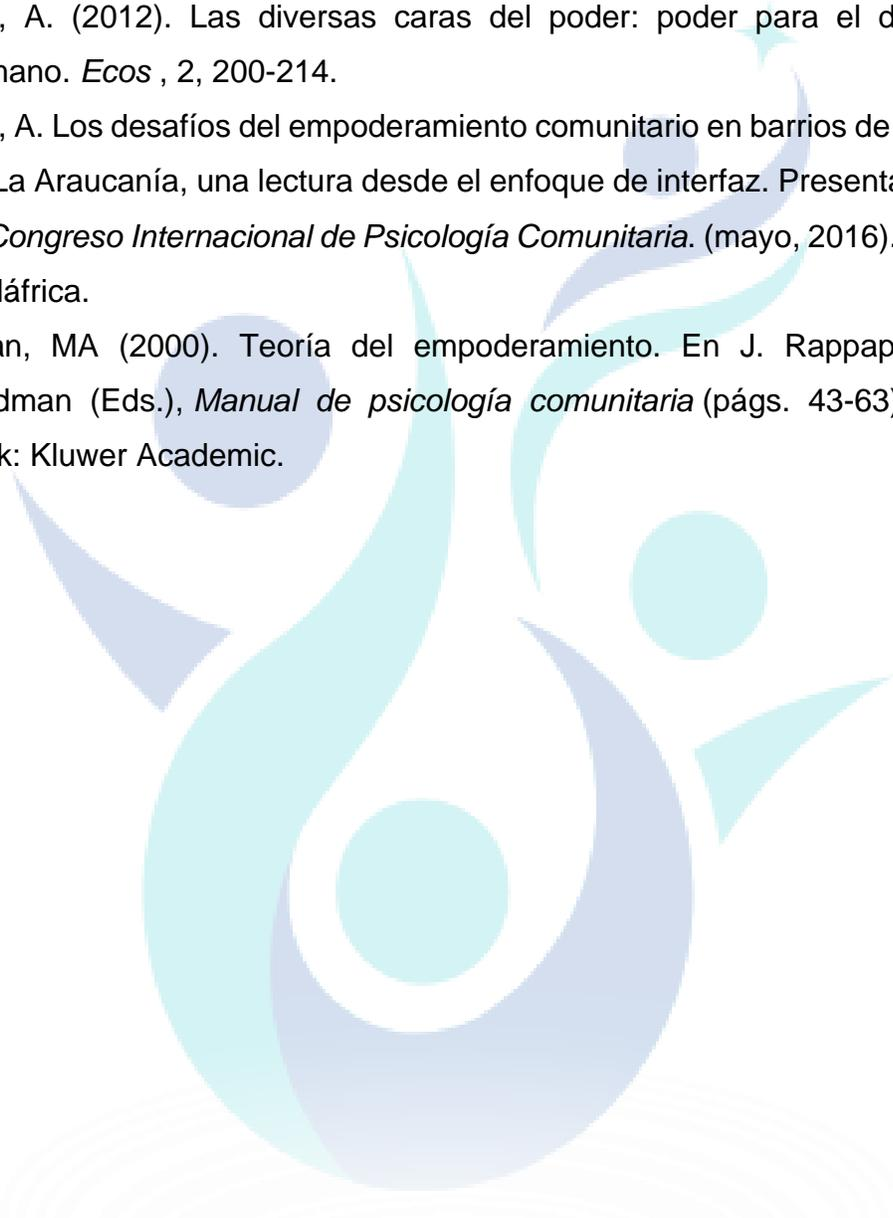 , A. (2012). Las diversas caras del poder: poder para el d
nano. Ecos , 2, 200-214.
, A. Los desafíos del empoderamiento comunitario en barrios de
La Araucanía, una lectura desde el enfoque de interfaz. Presenta
Congreso Internacional de Psicología Comunitaria. (mayo, 2016).
láfrica.
an, MA (2000). Teoría del empoderamiento. En J. Rappap
dman (Eds.), Manual de psicología comunitaria (págs. 43-63)
k: Kluwer Academic.